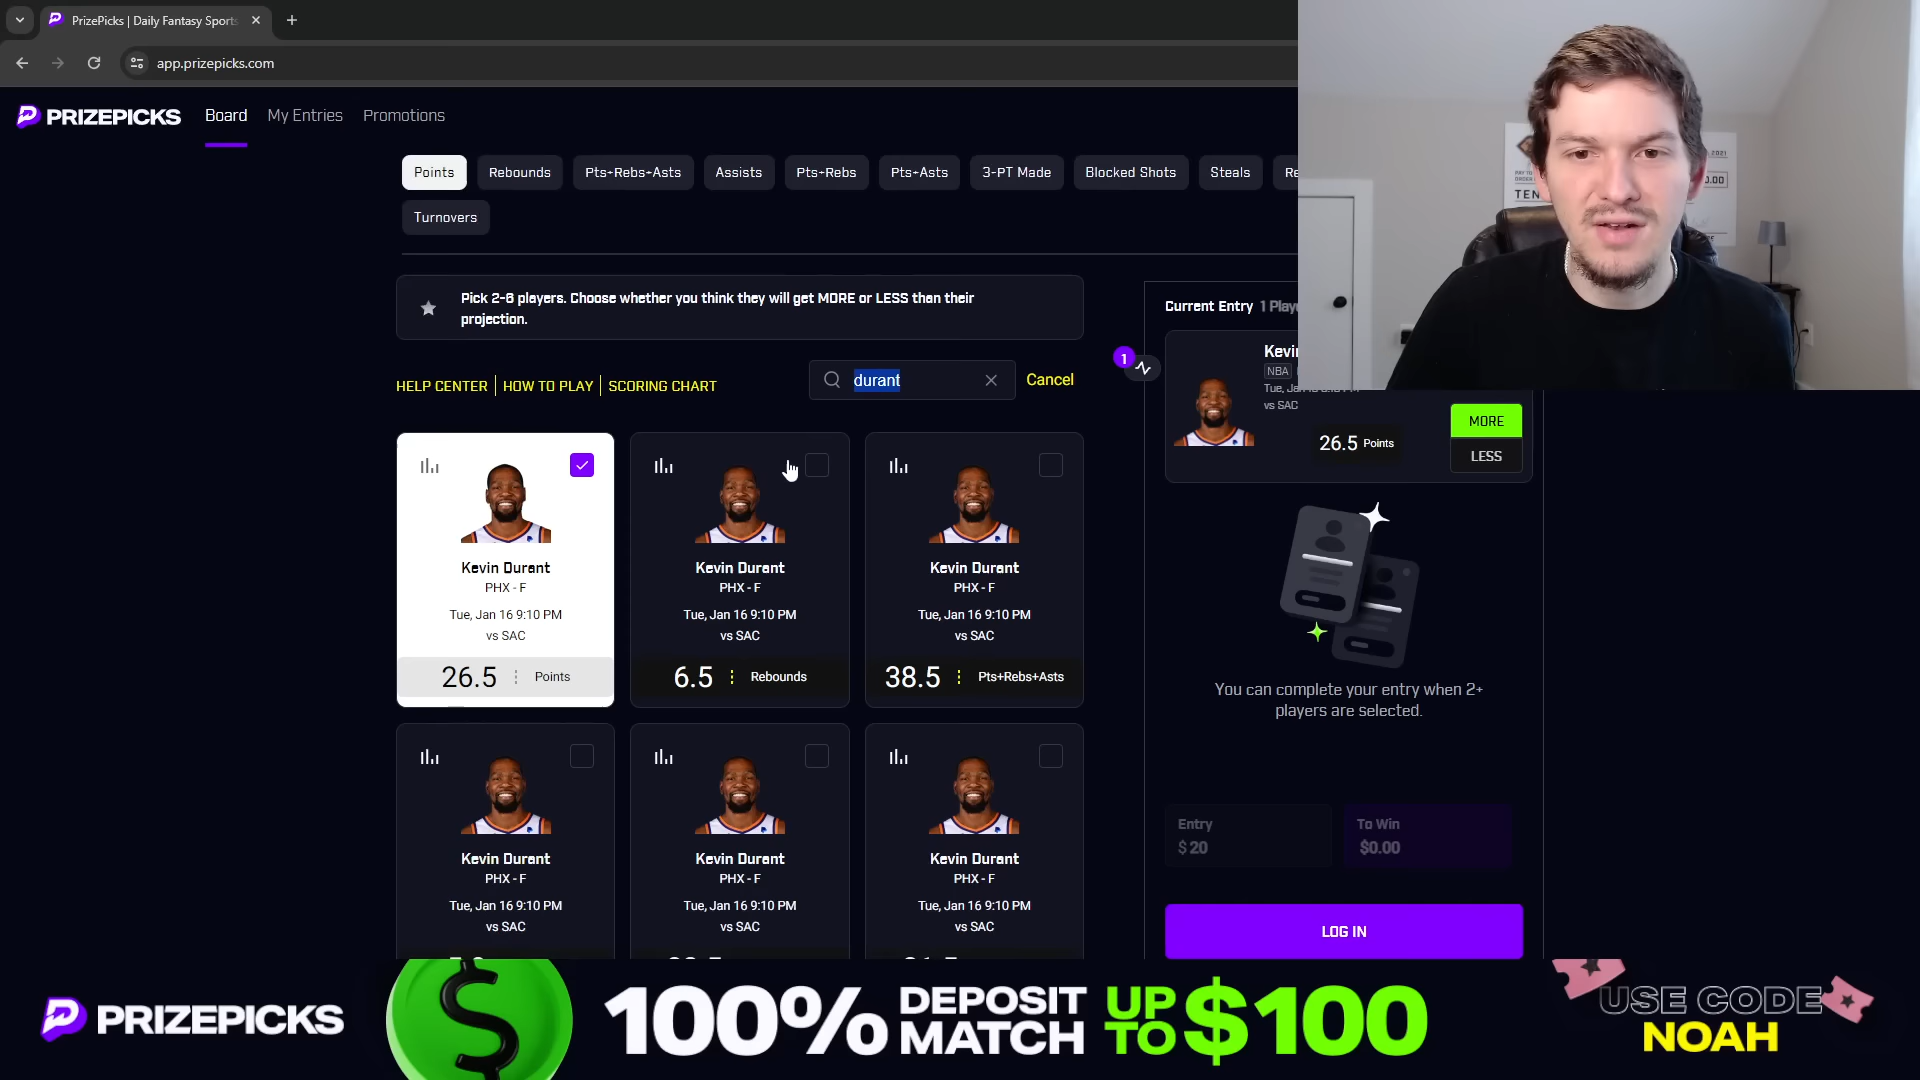 PrizePicks | Daily Fantasy Sports
app.prizepicks.com
PRIZEPICKS
Board
My Entries
Promotions
Points
Rebounds
Pts+Rebs+Asts
Assists
Pts+Rebs
Pts+Asts
3-PT Made
Blocked Shots
Steals
Turnovers
Pick 2-6 players. Choose whether you think they will get MORE or LESS than their
projection.
HELP CENTER
HOW TO PLAY
SCORING CHART
durant
Cancel
Kevin Durant
PHX - F
Tue, Jan 16 9:10 PM
vs SAC
26.5 Points
Kevin Durant
PHX - F
Tue, Jan 16 9:10 PM
vs SAC
6.5 Rebounds
Kevin Durant
PHX - F
Tue, Jan 16 9:10 PM
vs SAC
38.5 Pts+Rebs+Asts
Kevin Durant
PHX - F
Tue, Jan 16 9:10 PM
vs SAC
Kevin Durant
PHX - F
Tue, Jan 16 9:10 PM
vs SAC
Kevin Durant
PHX - F
Tue, Jan 16 9:10 PM
vs SAC
Current Entry 1
1
NBA
vs SAC
26.5 Points
MORE
LESS
You can complete your entry when 2+
players are selected.
Entry
$ 20
To Win
$0.00
LOG IN
PRIZEPICKS
100%
DEPOSIT
MATCH
UP
TO
$100
USE CODE
NOAH